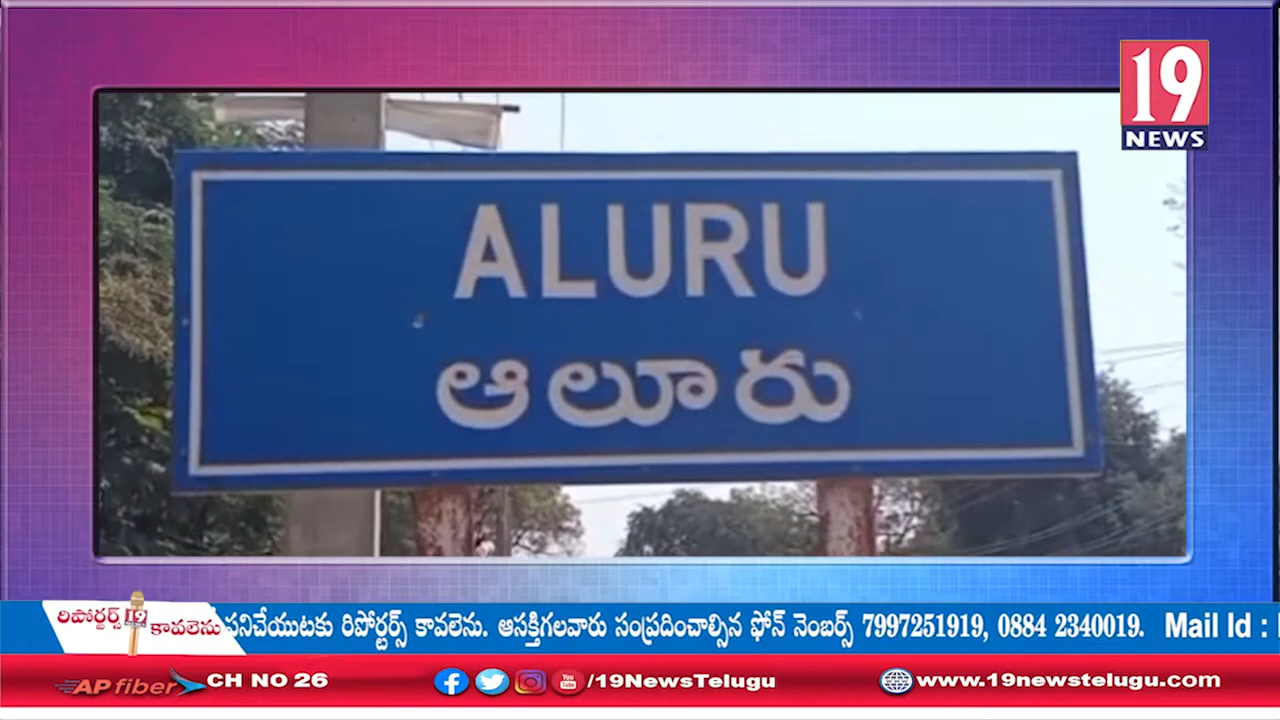 19
NEWS
ALURU
ఆలూరు
రిపోర్టర్స్ 19
కావలెను
పనిచేయుటకు రిపోర్టర్స్ కావలెను. ఆసక్తిగలవారు సంప్రదించాల్సిన ఫోన్ నెంబర్స్ 7997251919, 0884 2340019. Mail Id :
AP fiber CH NO 26 /19NewsTelugu www.19newstelugu.com